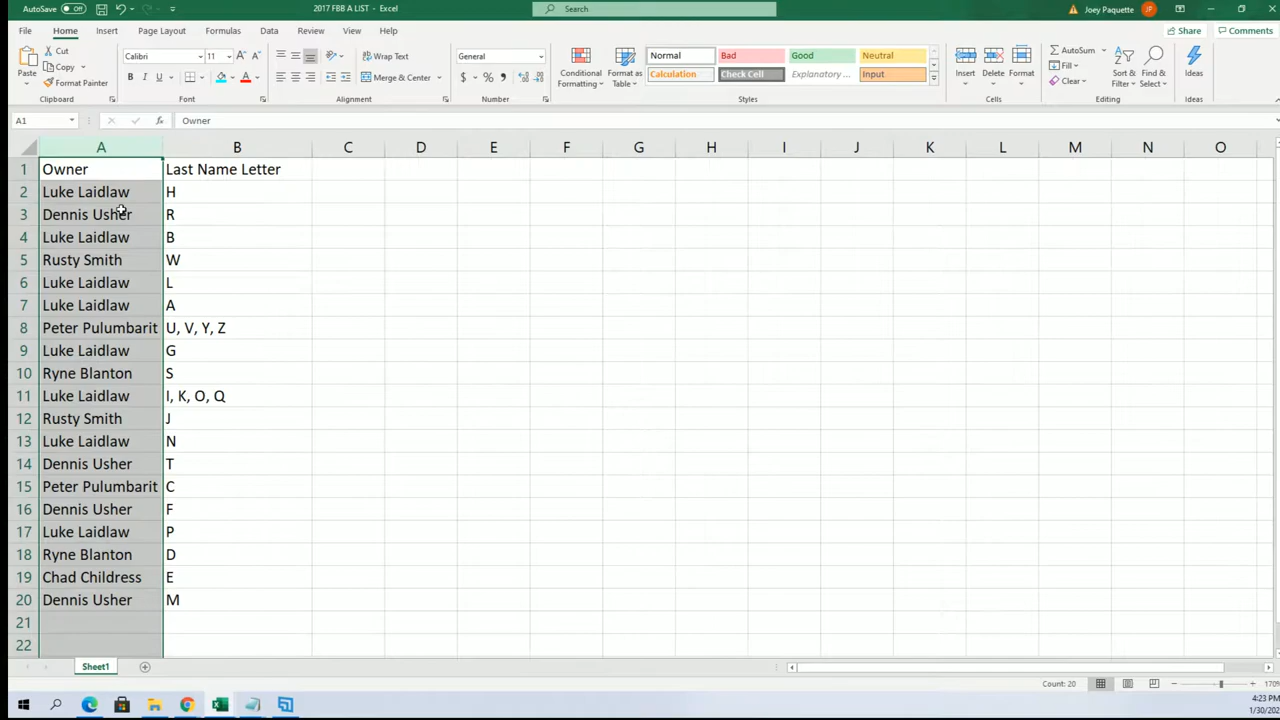 AutoSave Off 2017 FBB A LIST - Excel Search Joey Paquette JP
File Home Insert Page Layout Formulas Data Review View Help Share Comments
Paste Cut Copy Format Painter Clipboard
Calibri 11 A A B I U A Font
Wrap Text Merge & Center Alignment
General $ % , Number
Conditional Formatting Format as Table
Normal Bad Good Neutral
Calculation Check Cell Explanatory ... Input
Styles
Insert Delete Format Cells
AutoSum Fill Clear Sort & Filter Find & Select Editing
Ideas Ideas
A1 fx Owner
A B C D E F G H I J K L M N O
1 Owner Last Name Letter
2 Luke Laidlaw H
3 Dennis Usher R
4 Luke Laidlaw B
5 Rusty Smith W
6 Luke Laidlaw L
7 Luke Laidlaw A
8 Peter Pulumbarit U, V, Y, Z
9 Luke Laidlaw G
10 Ryne Blanton S
11 Luke Laidlaw I, K, O, Q
12 Rusty Smith J
13 Luke Laidlaw N
14 Dennis Usher T
15 Peter Pulumbarit C
16 Dennis Usher F
17 Luke Laidlaw P
18 Ryne Blanton D
19 Chad Childress E
20 Dennis Usher M
21
22
Sheet1
Count: 20 170%
4:23 PM
1/30/202